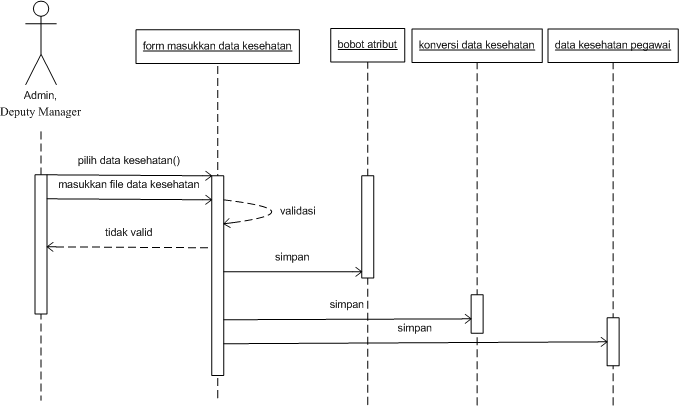 form masukkan data kesehatan
bobot atribut
konversi data kesehatan
data kesehatan pegawai
Admin,
Deputy Manager
pilih data kesehatan()
masukkan file data kesehatan
validasi
tidak valid
simpan
simpan
simpan